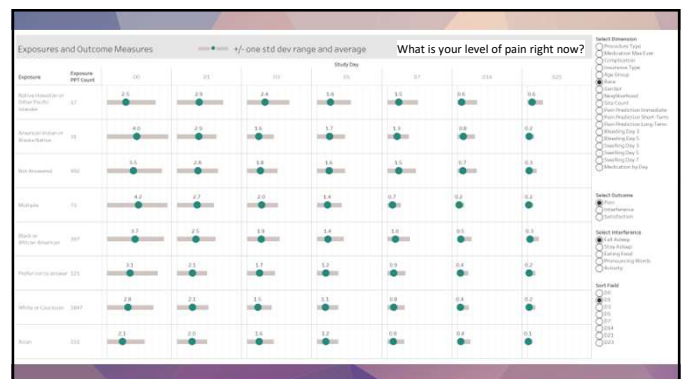 Exposures and Outcome Measures
+/- one std dev range and average
What is your level of pain right now?
Study Day
Exposure
Exposure PPT Count
D0
D1
D3
D5
D7
D14
D21
Native Hawaiian or Other Pacific Islander
17
2.5
2.9
2.4
1.5
0.6
0.6
American Indian or Alaska Native
4.0
2.9
1.6
1.7
1.3
0.8
0.2
Not Answered
3.5
2.8
1.8
1.6
1.5
0.7
0.3
Multiple
4.2
2.7
2.0
1.4
0.7
0.2
0.2
Black or African American
3.7
2.5
1.9
1.4
1.0
0.5
0.3
Prefer not to answer
3.1
2.1
1.7
1.2
0.9
0.4
0.2
White or Caucasian
2.8
2.1
1.5
1.1
0.8
0.4
0.2
Asian
2.1
2.0
1.6
1.2
0.8
0.4
0.1
Select Dimension
Procedure Type
Medication Max Ever
Complication
Insurance Type
Age Group
Race
Gender
Neighborhood
Site Count
Pain Prediction Immediate
Pain Prediction Short-Term
Pain Prediction Long-Term
Bleeding Day 3
Bleeding Day 5
Swelling Day 3
Swelling Day 5
Swelling Day 7
Medication by Day
Select Outcome
Pain
Interference
Satisfaction
Select Interference
Fall Asleep
Stay Asleep
Eating Food
Pronouncing Words
Activity
Sort Field
D0
D1
D3
D5
D7
D14
D21